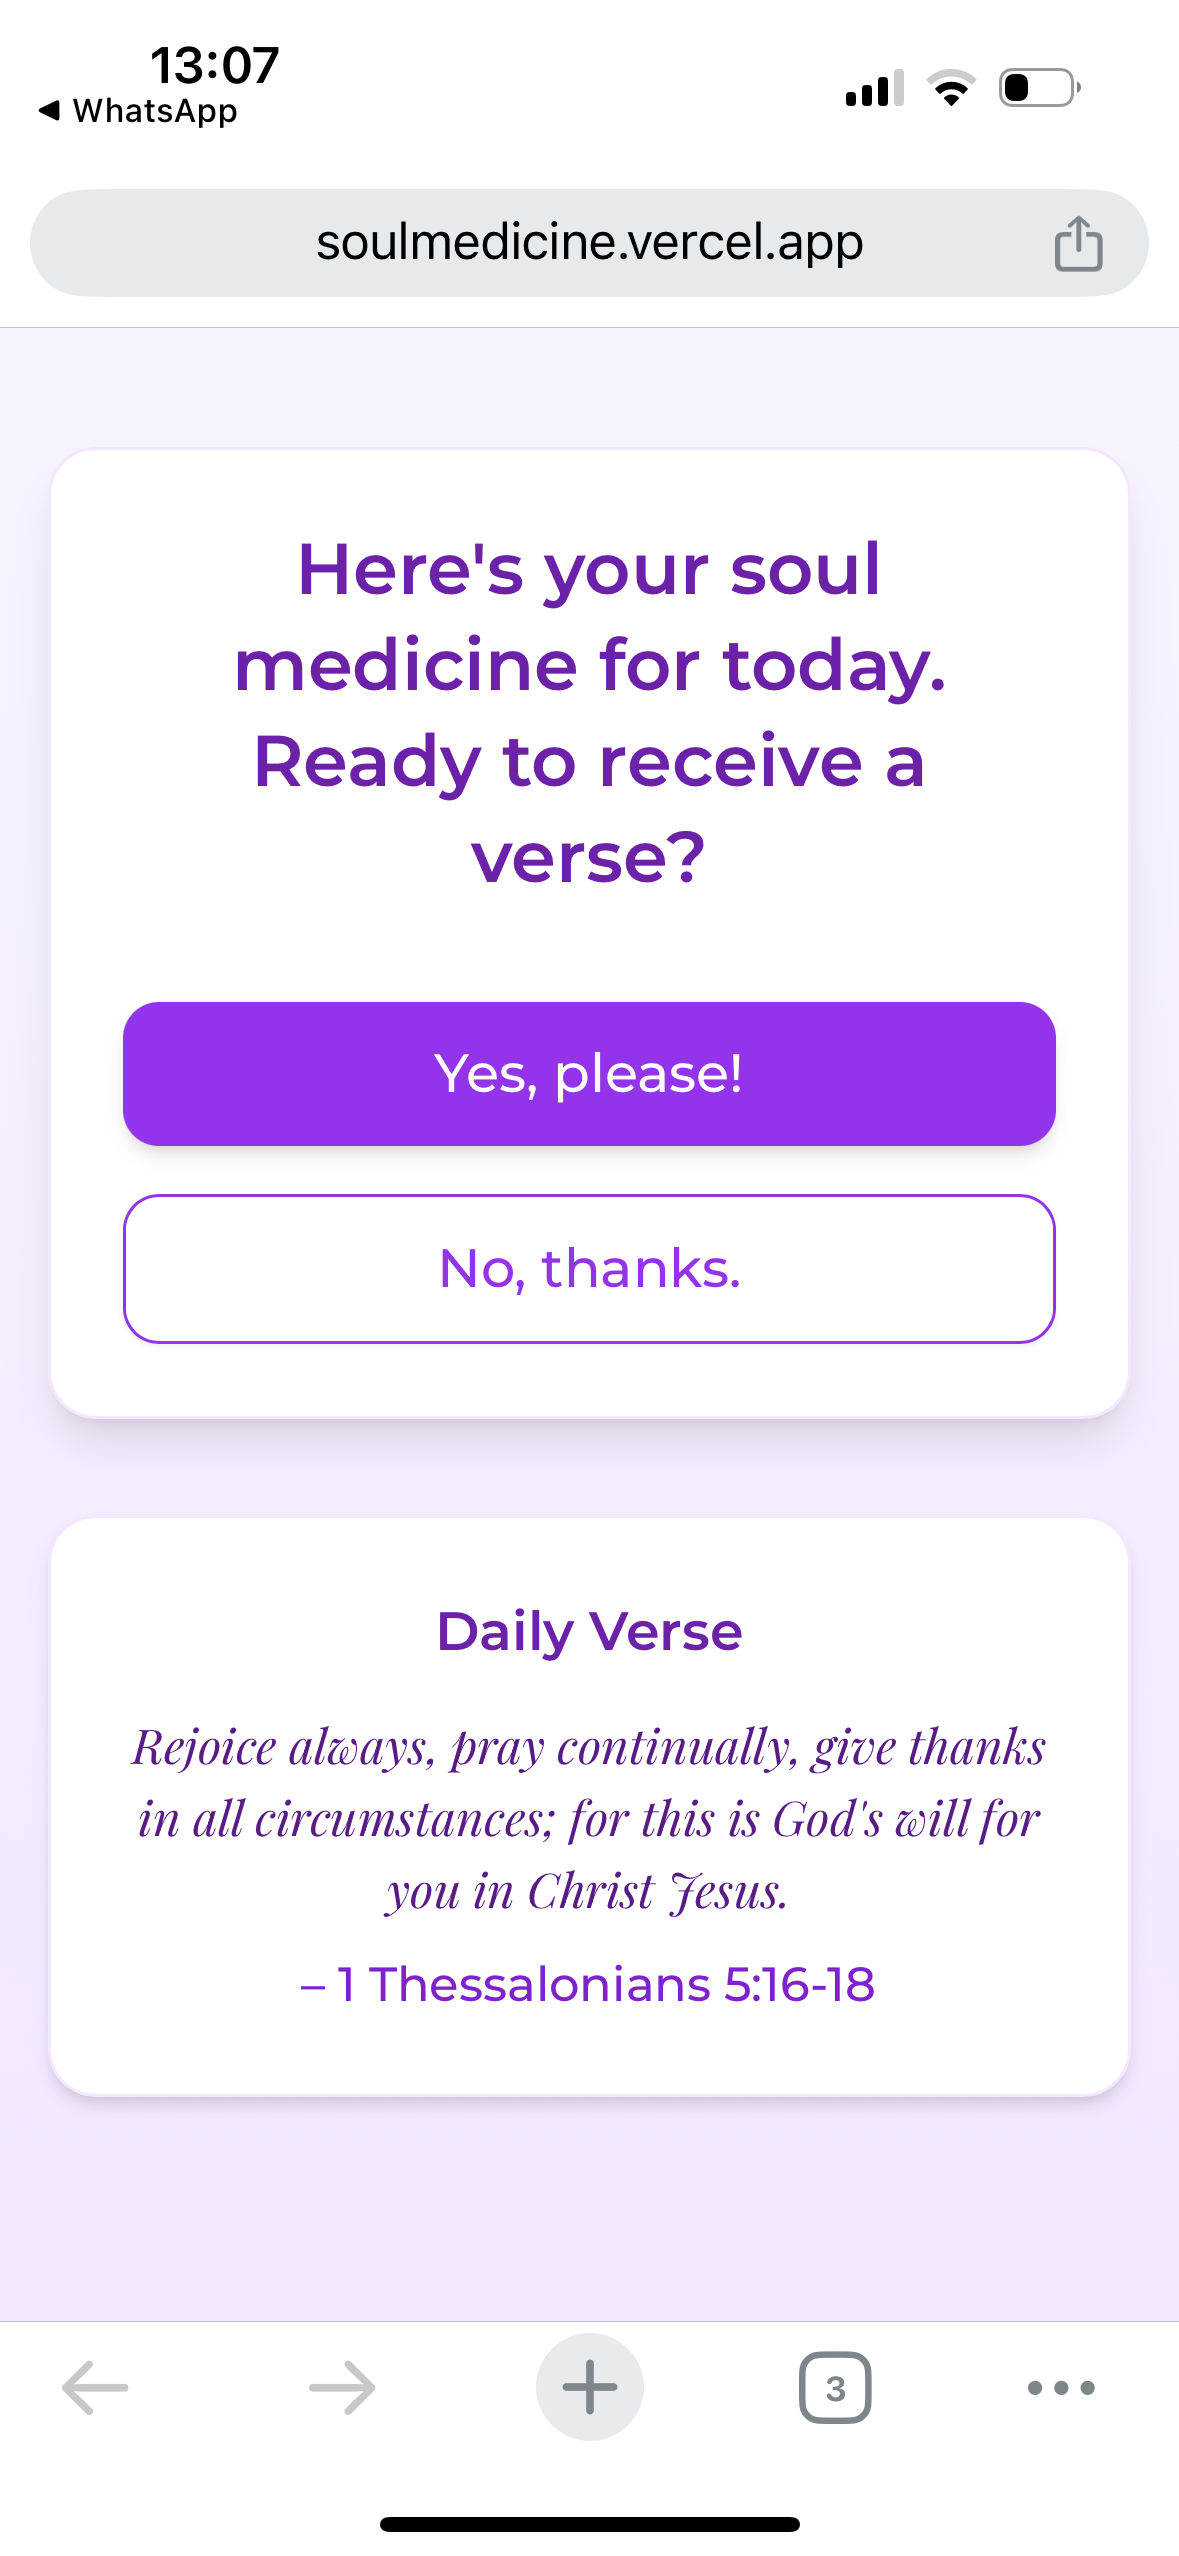 13:07
WhatsApp
soulmedicine.vercel.app
Here's your soul
medicine for today.
Ready to receive a
verse?
Yes, please!
No, thanks.
Daily Verse
Rejoice always, pray continually, give thanks
in all circumstances; for this is God's will for
you in Christ Jesus.
– 1 Thessalonians 5:16-18
3